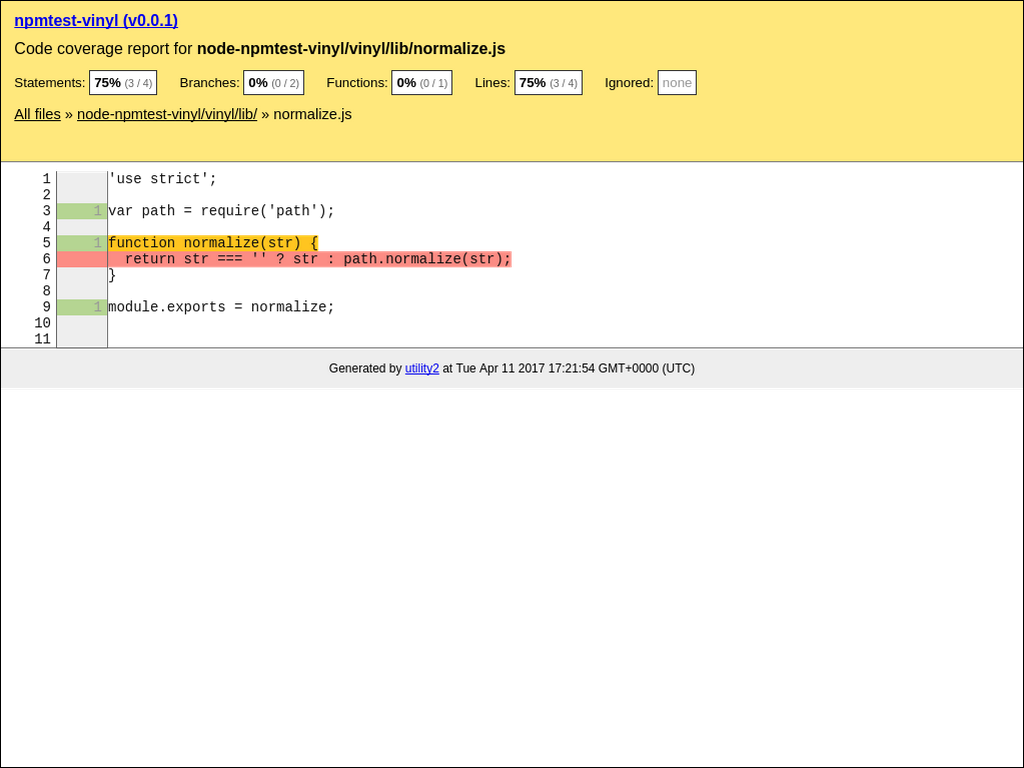 npmtest-vinyl (v0.0.1)
Code coverage report for node-npmtest-vinyl/vinyl/lib/normalize.js
Statements: 75% (3 / 4) Branches: 0% (0 / 2) Functions: 0% (0 / 1) Lines: 75% (3 / 4) Ignored: none
All files » node-npmtest-vinyl/vinyl/lib/ » normalize.js
1 'use strict';
2
3 1 var path = require('path');
4
5 1 function normalize(str) {
6 return str === '' ? str : path.normalize(str);
7 }
8
9 1 module.exports = normalize;
10
11
Generated by utility2 at Tue Apr 11 2017 17:21:54 GMT+0000 (UTC)